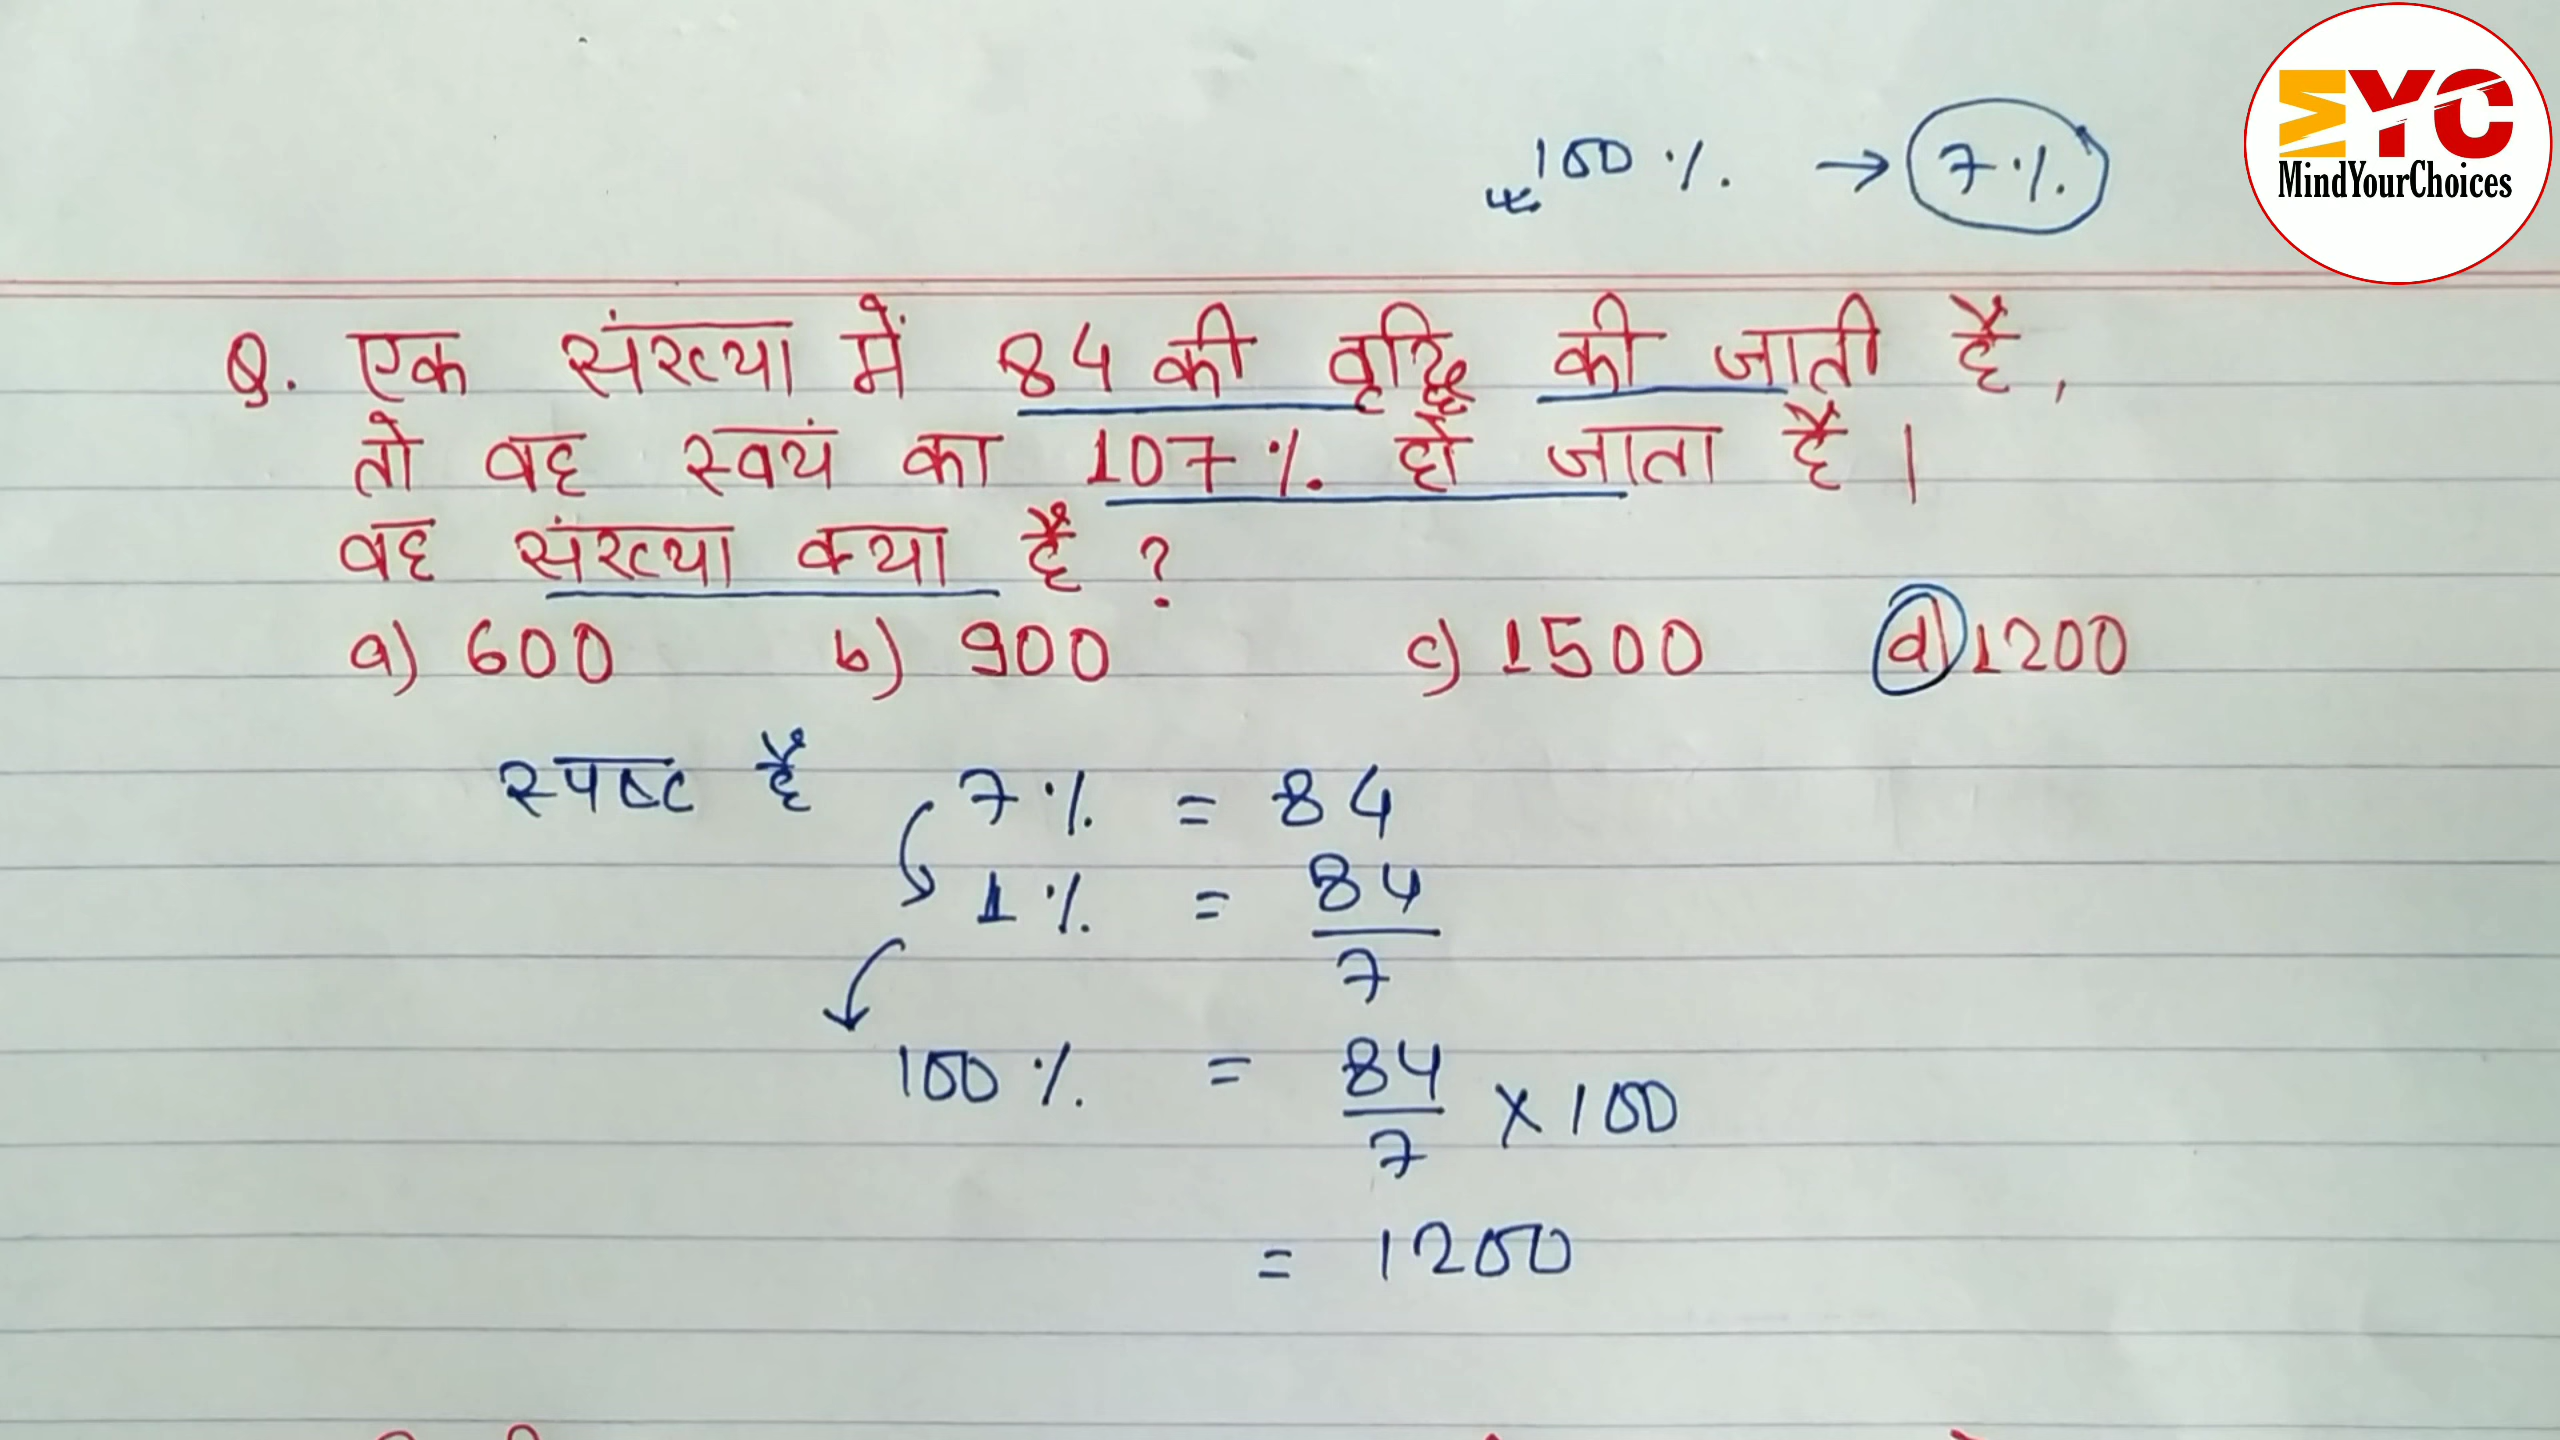 MYC
MindYourChoices
100 % → 7 %
Q. एक संख्या में 84 की वृद्धि की जाती है,
तो वह स्वयं का 107 % हो जाता है।
वह संख्या क्या है ?
a) 600 b) 900 c) 1500 d) 1200
स्पष्ट है 7 % = 84
1 % = 84/7
100 % = 84/7 × 100
= 1200